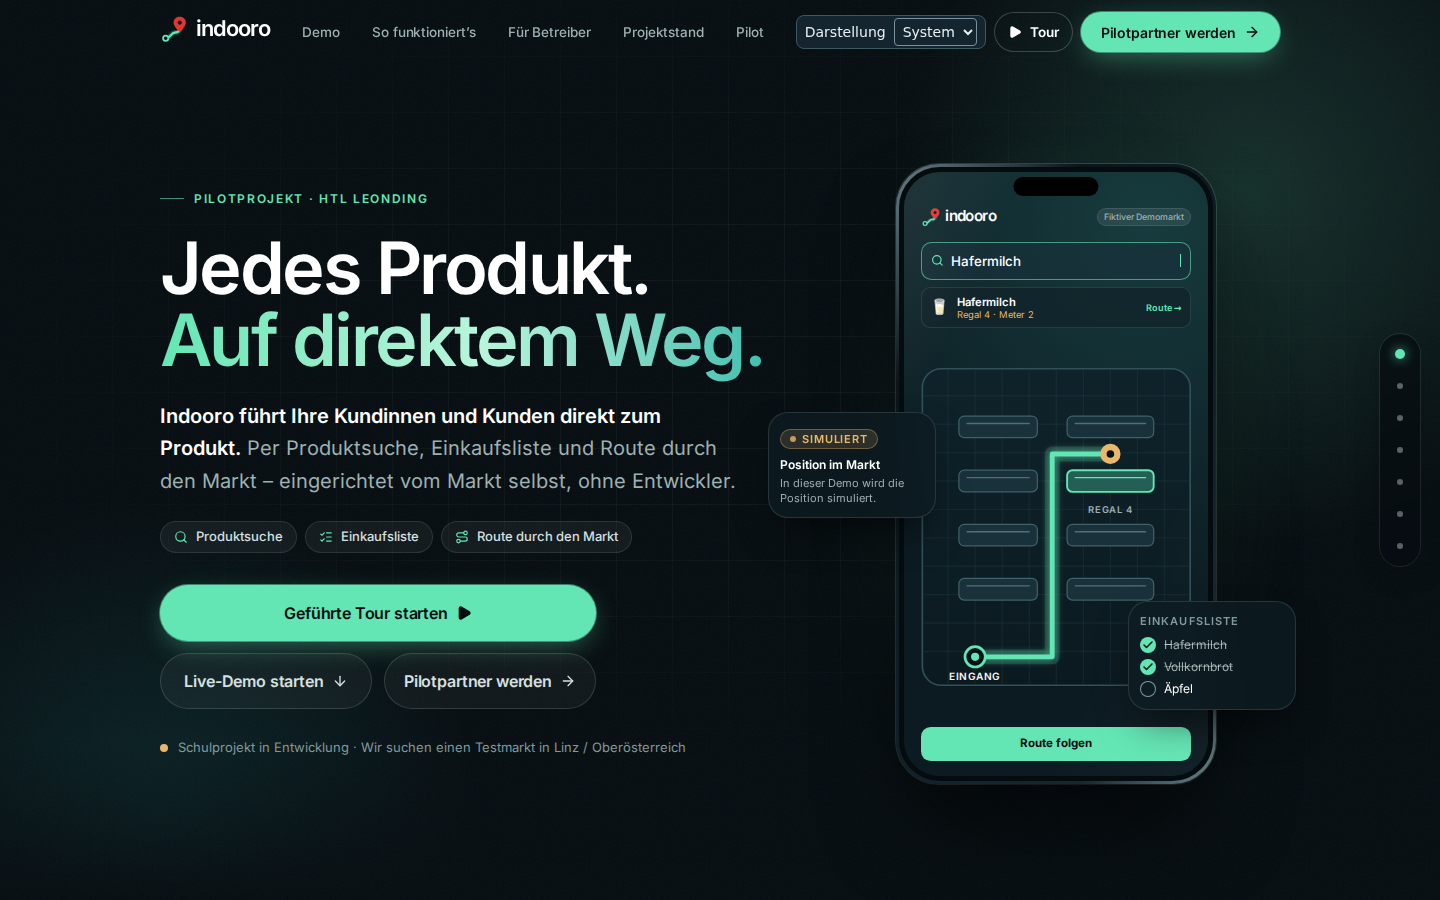 indooro
Demo
So funktioniert's
Für Betreiber
Projektstand
Pilot
Darstellung
System
Tour
Pilotpartner werden
PILOTPROJEKT · HTL LEONDING
Jedes Produkt.
Auf direktem Weg.
Indooro führt Ihre Kundinnen und Kunden direkt zum
Produkt. Per Produktsuche, Einkaufsliste und Route durch
den Markt – eingerichtet vom Markt selbst, ohne Entwickler.
Produktsuche
Einkaufsliste
Route durch den Markt
Geführte Tour starten
Live-Demo starten
Pilotpartner werden
Schulprojekt in Entwicklung · Wir suchen einen Testmarkt in Linz / Oberösterreich
indooro
Fiktiver Demomarkt
Hafermilch
Hafermilch
Regal 4 · Meter 2
Route →
SIMULIERT
Position im Markt
In dieser Demo wird die
Position simuliert.
REGAL 4
EINGANG
EINKAUFSLISTE
Hafermilch
Vollkornbrot
Äpfel
Route folgen